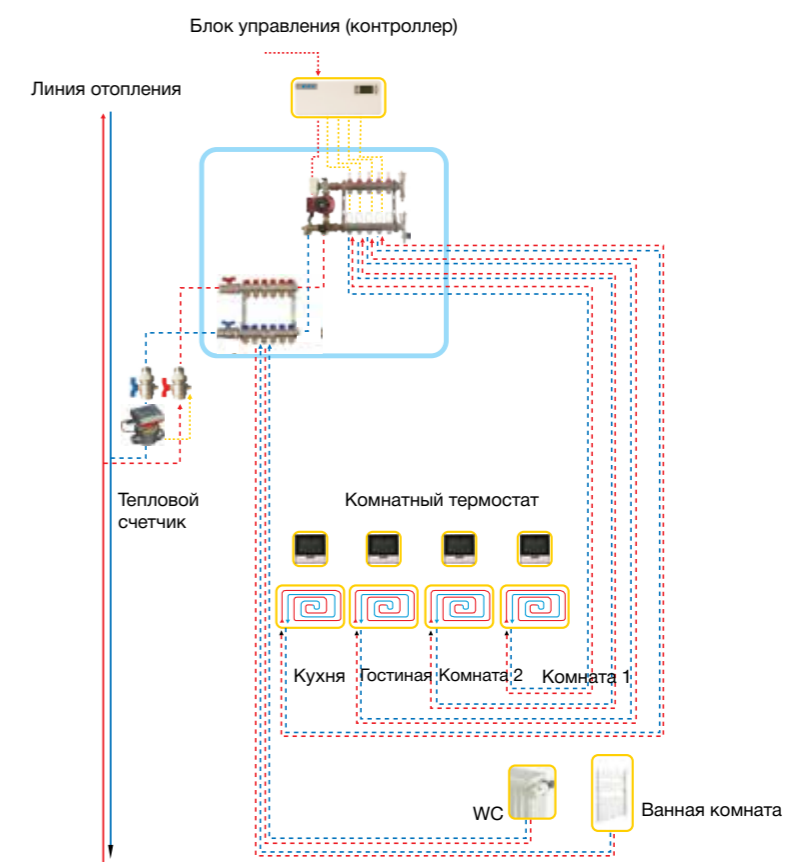 Блок управления (контроллер)
Линия отопления
Тепловой
счетчик
Комнатный термостат
Кухня
Гостиная
Комната 2
Комната 1
WC
Ванная комната